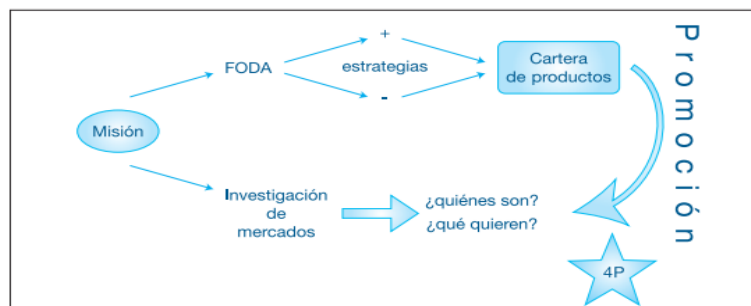 Misión
FODA
+
estrategias
-
Cartera
de productos
Investigación
de
mercados
¿quiénes son?
¿qué quieren?
4P
Promoción